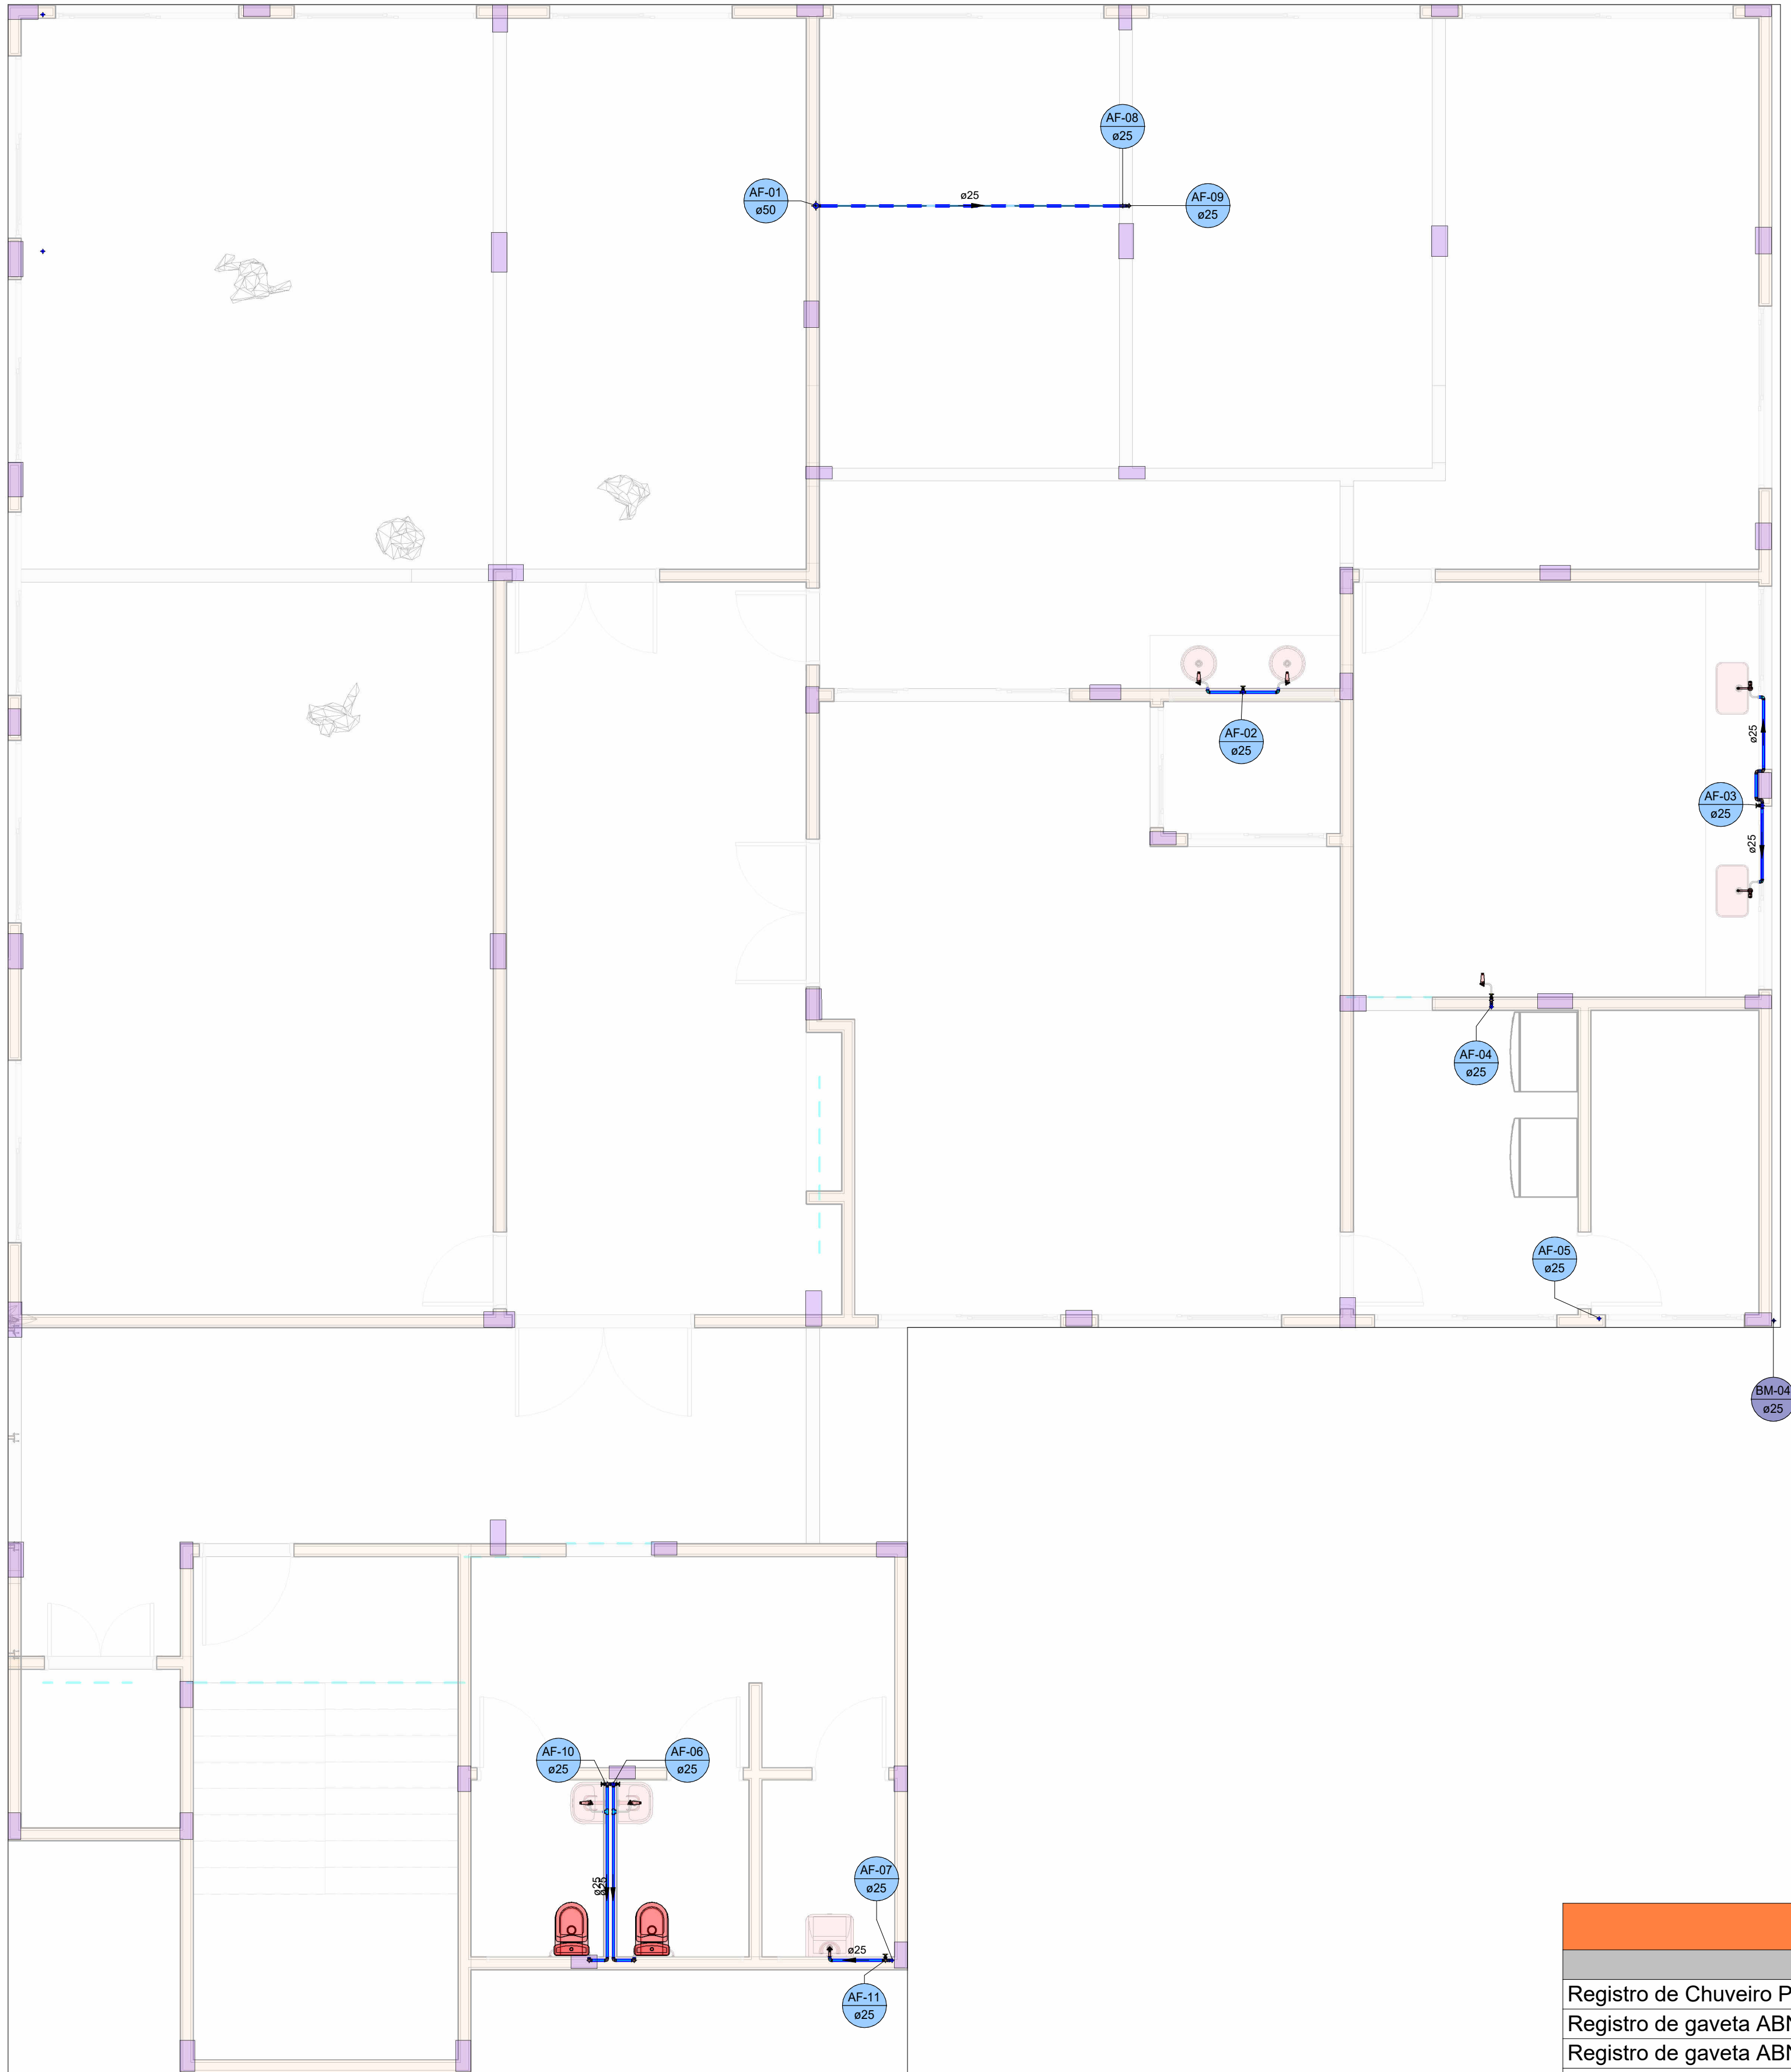 AF-08
ø25
AF-01
ø50
ø25
AF-09
ø25
AF-02
ø25
ø25
AF-03
ø25
ø25
AF-04
ø25
AF-05
ø25
BM-04
ø25
AF-10
ø25
AF-06
ø25
ø25
ø25
AF-07
ø25
ø25
AF-11
ø25
Registro de Chuveiro P
Registro de gaveta ABN
Registro de gaveta ABN